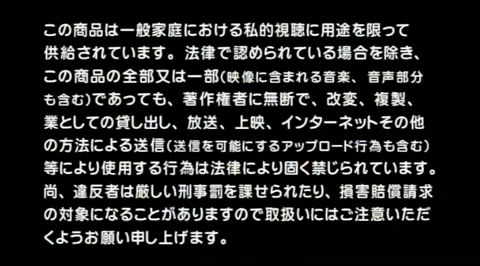 この商品は一般家庭における私的視聴に用途を限って
供給されています。法律で認められている場合を除き、
この商品の全部又は一部(映像に含まれる音楽、音声部分
も含む)であっても、著作権者に無断で、改変、複製、
業としての貸し出し、放送、上映、インターネットその他
の方法による送信(送信を可能にするアップロード行為も含む)
等により使用する行為は法律により固く禁じられています。
尚、違反者は厳しい刑事罰を課せられたり、損害賠償請求
の対象になることがありますので取扱いにはご注意いただ
くようお願い申し上げます。